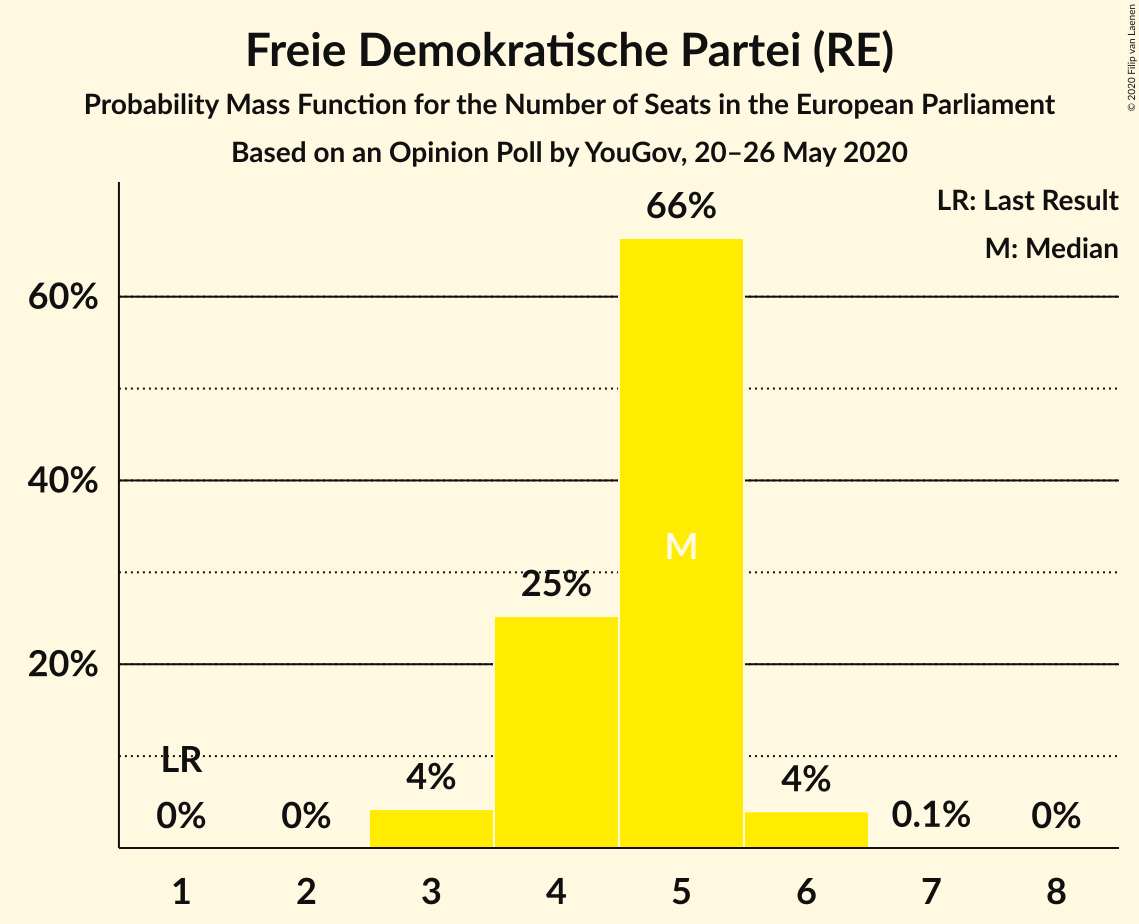 Freie Demokratische Partei (RE)
Probability Mass Function for the Number of Seats in the European Parliament
Based on an Opinion Poll by YouGov, 20–26 May 2020
© 2020 Filip van Laenen
LR: Last Result
M: Median
66%
60%
40%
M
25%
20%
LR
4%
4%
0%
0%
0.1%
0%
1 2 3 4 5 6 7 8